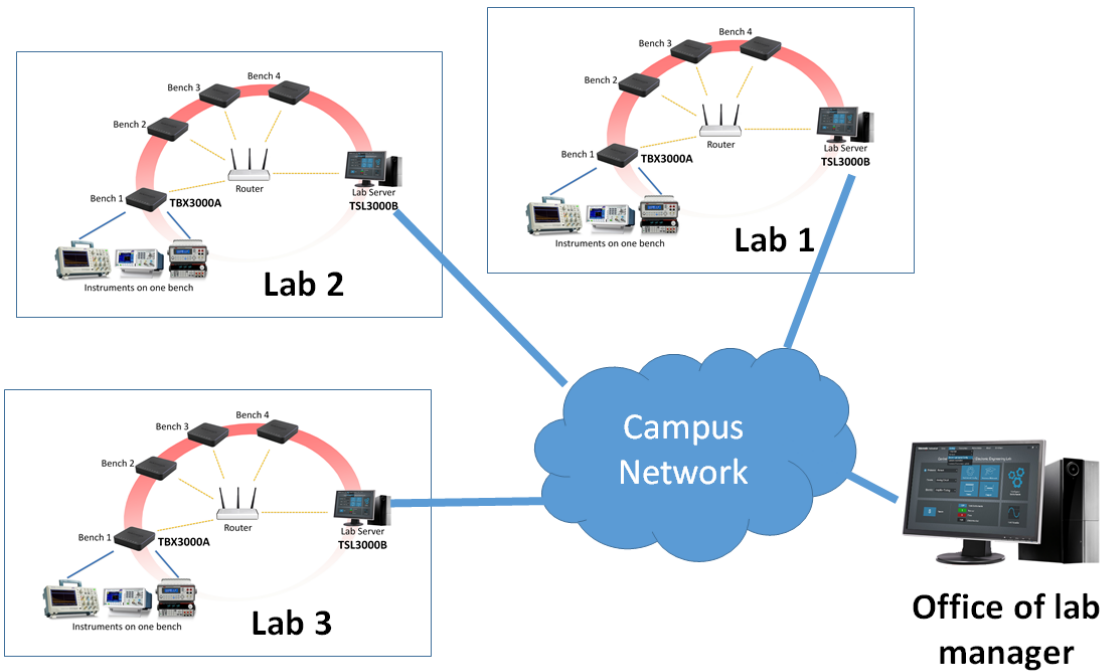 Bench 4
Bench 3
Bench 2
Bench 1
TBX3000A
Router
Lab Server
TSL3000B
Instruments on one bench
Lab 2
Bench 4
Bench 3
Bench 2
Bench 1
TBX3000A
Router
Lab Server
TSL3000B
Instruments on one bench
Lab 1
Bench 4
Bench 3
Bench 2
Bench 1
TBX3000A
Router
Lab Server
TSL3000B
Instruments on one bench
Lab 3
Campus
Network
Office of lab
manager